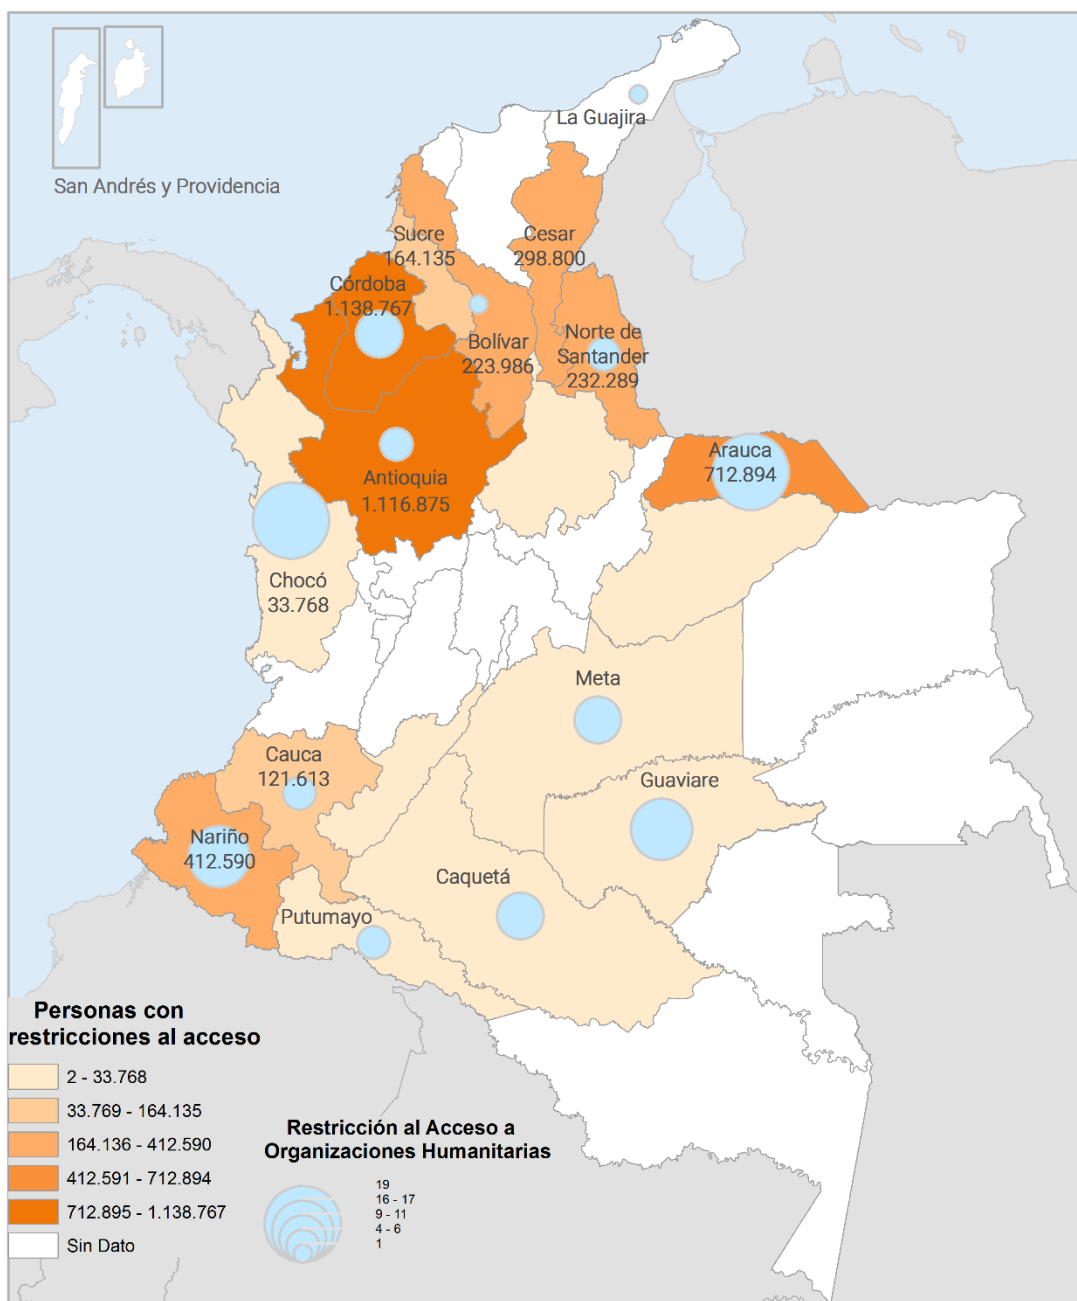 La Guajira
San Andrés y Providencia
Sucre
164.135
Cesar
298.800
Córdoba
1.138.767
Bolívar
223.986
Norte de
Santander
232.289
Arauca
712.894
Antioquia
1.116.875
Chocó
33.768
Meta
Cauca
121.613
Guaviare
Nariño
412.590
Caquetá
Putumayo
Personas con
restricciones al acceso
2 - 33.768
33.769 - 164.135
164.136 - 412.590
412.591 - 712.894
712.895 - 1.138.767
Sin Dato
Restricción al Acceso a
Organizaciones Humanitarias
19
16 - 17
9 - 11
4 - 6
1